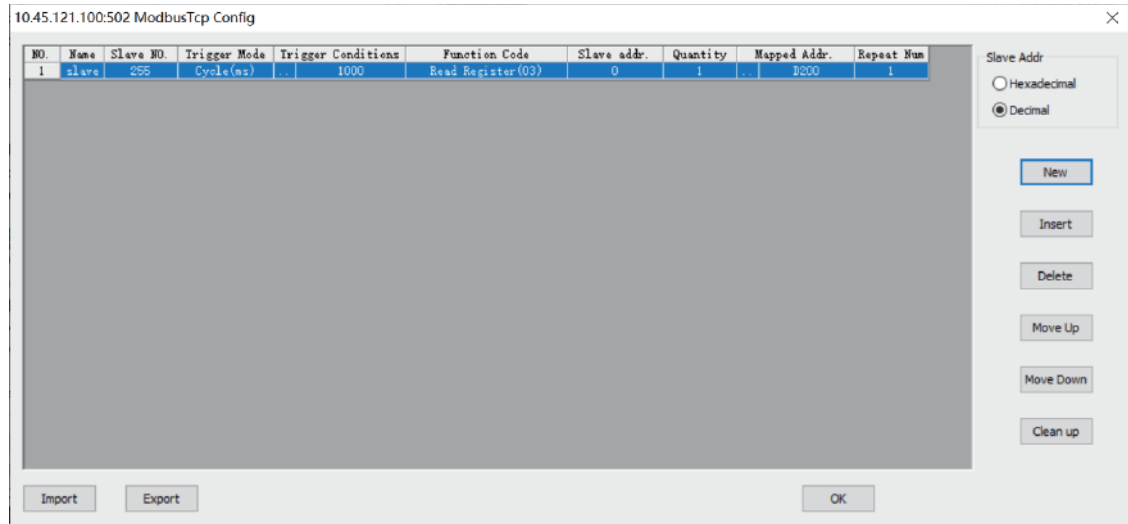 10.45.121.100:502 ModbusTcp Config
NO. Name Slave NO. Trigger Mode Trigger Conditions Function Code Slave addr. Quantity Mapped Addr. Repeat Num
1 slave 255 Cycle(ms) .. 1000 Read Register(03) 0 1 .. D200 1
Slave Addr
Hexadecimal
Decimal
New
Insert
Delete
Move Up
Move Down
Clean up
Import Export OK